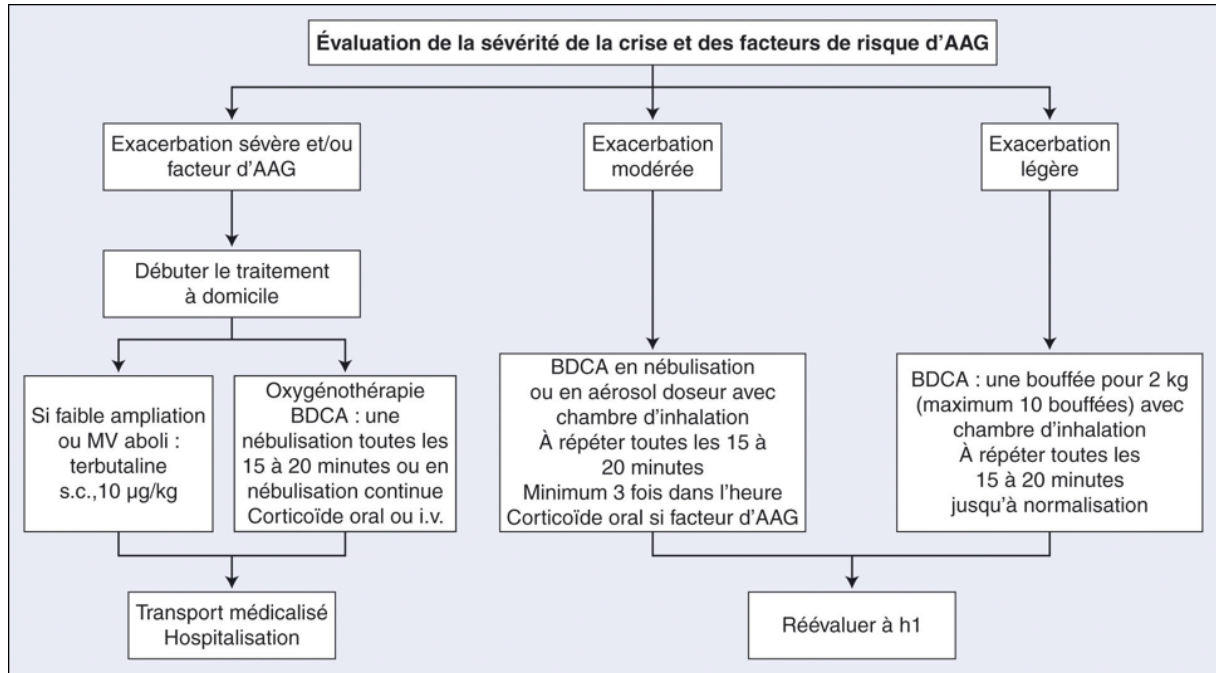 Évaluation de la sévérité de la crise et des facteurs de risque d’AAG
Exacerbation sévère et/ou
facteur d’AAG
Exacerbation
modérée
Exacerbation
légère
Débuter le traitement
à domicile
Si faible ampliation
ou MV aboli :
terbutaline
s.c.,10 µg/kg
Oxygénothérapie
BDCA : une
nébulisation toutes les
15 à 20 minutes ou en
nébulisation continue
Corticoïde oral ou i.v.
BDCA en nébulisation
ou en aérosol doseur avec
chambre d’inhalation
À répéter toutes les 15 à
20 minutes
Minimum 3 fois dans l’heure
Corticoïde oral si facteur d’AAG
BDCA : une bouffée pour 2 kg
(maximum 10 bouffées) avec
chambre d’inhalation
À répéter toutes les
15 à 20 minutes
jusqu’à normalisation
Transport médicalisé
Hospitalisation
Réévaluer à h1